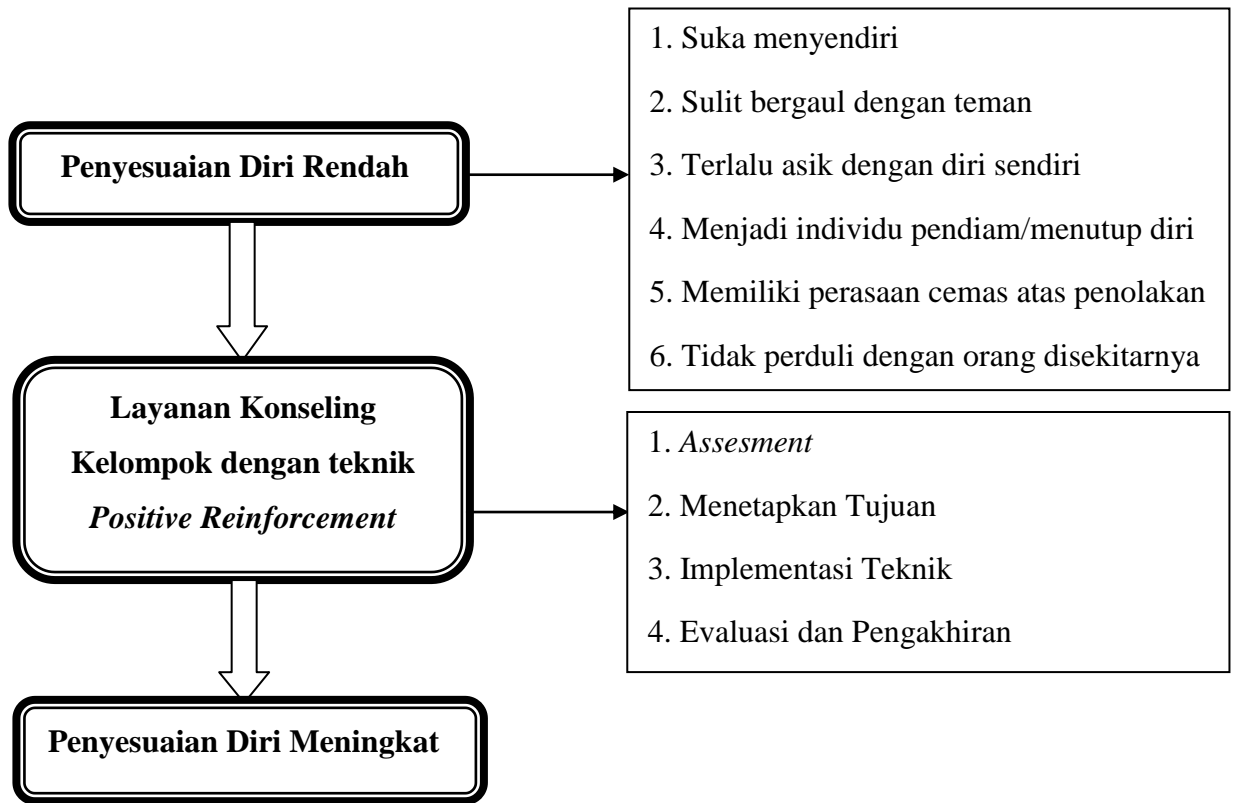 Penyesuaian Diri Rendah
1. Suka menyendiri
2. Sulit bergaul dengan teman
3. Terlalu asik dengan diri sendiri
4. Menjadi individu pendiam/menutup diri
5. Memiliki perasaan cemas atas penolakan
6. Tidak perduli dengan orang disekitarnya
Layanan Konseling
Kelompok dengan teknik
Positive Reinforcement
1. Assesment
2. Menetapkan Tujuan
3. Implementasi Teknik
4. Evaluasi dan Pengakhiran
Penyesuaian Diri Meningkat